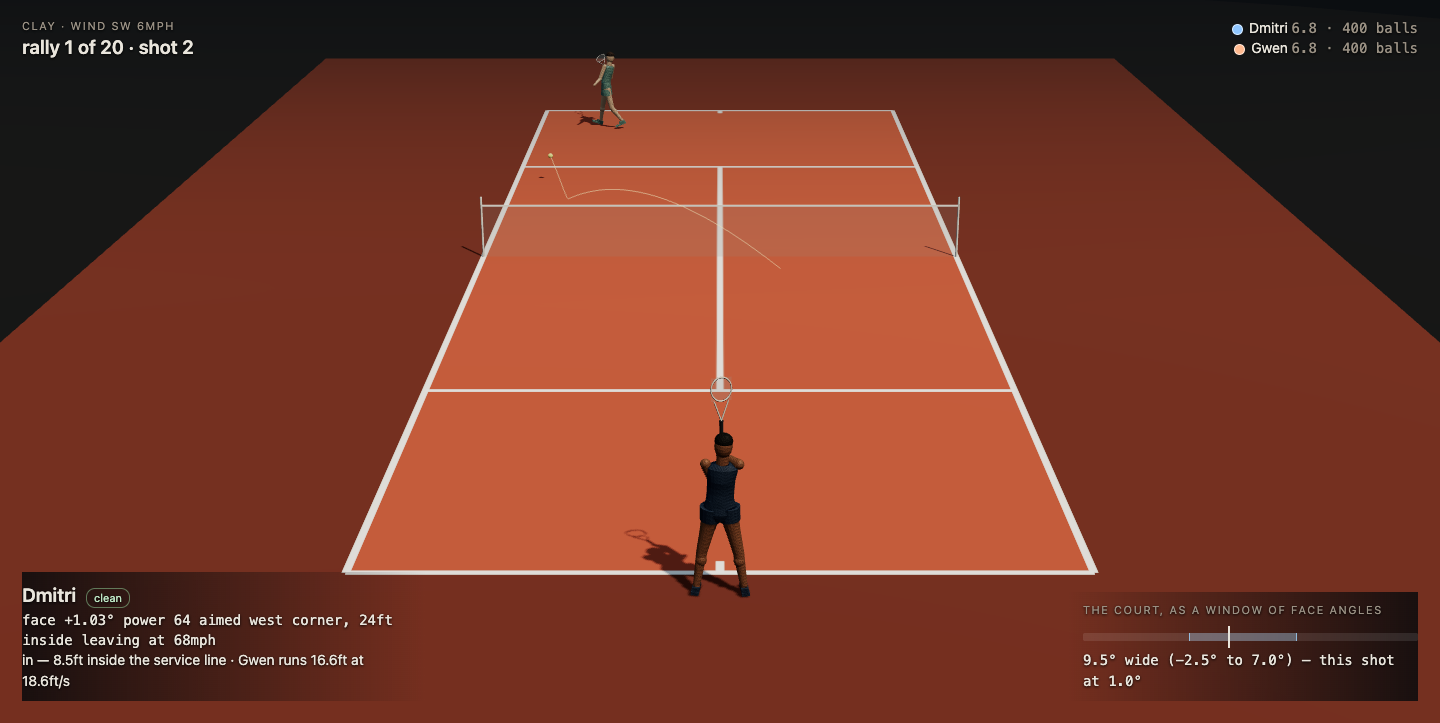 CLAY · WIND SW 6MPH
rally 1 of 20 · shot 2
Dmitri 6.8 · 400 balls
Gwen 6.8 · 400 balls
Dmitri clean
face +1.03° power 64 aimed west corner, 24ft
inside leaving at 68mph
in — 8.5ft inside the service line · Gwen runs 16.6ft at
18.6ft/s
THE COURT, AS A WINDOW OF FACE ANGLES
9.5° wide (−2.5° to 7.0°) — this shot
at 1.0°